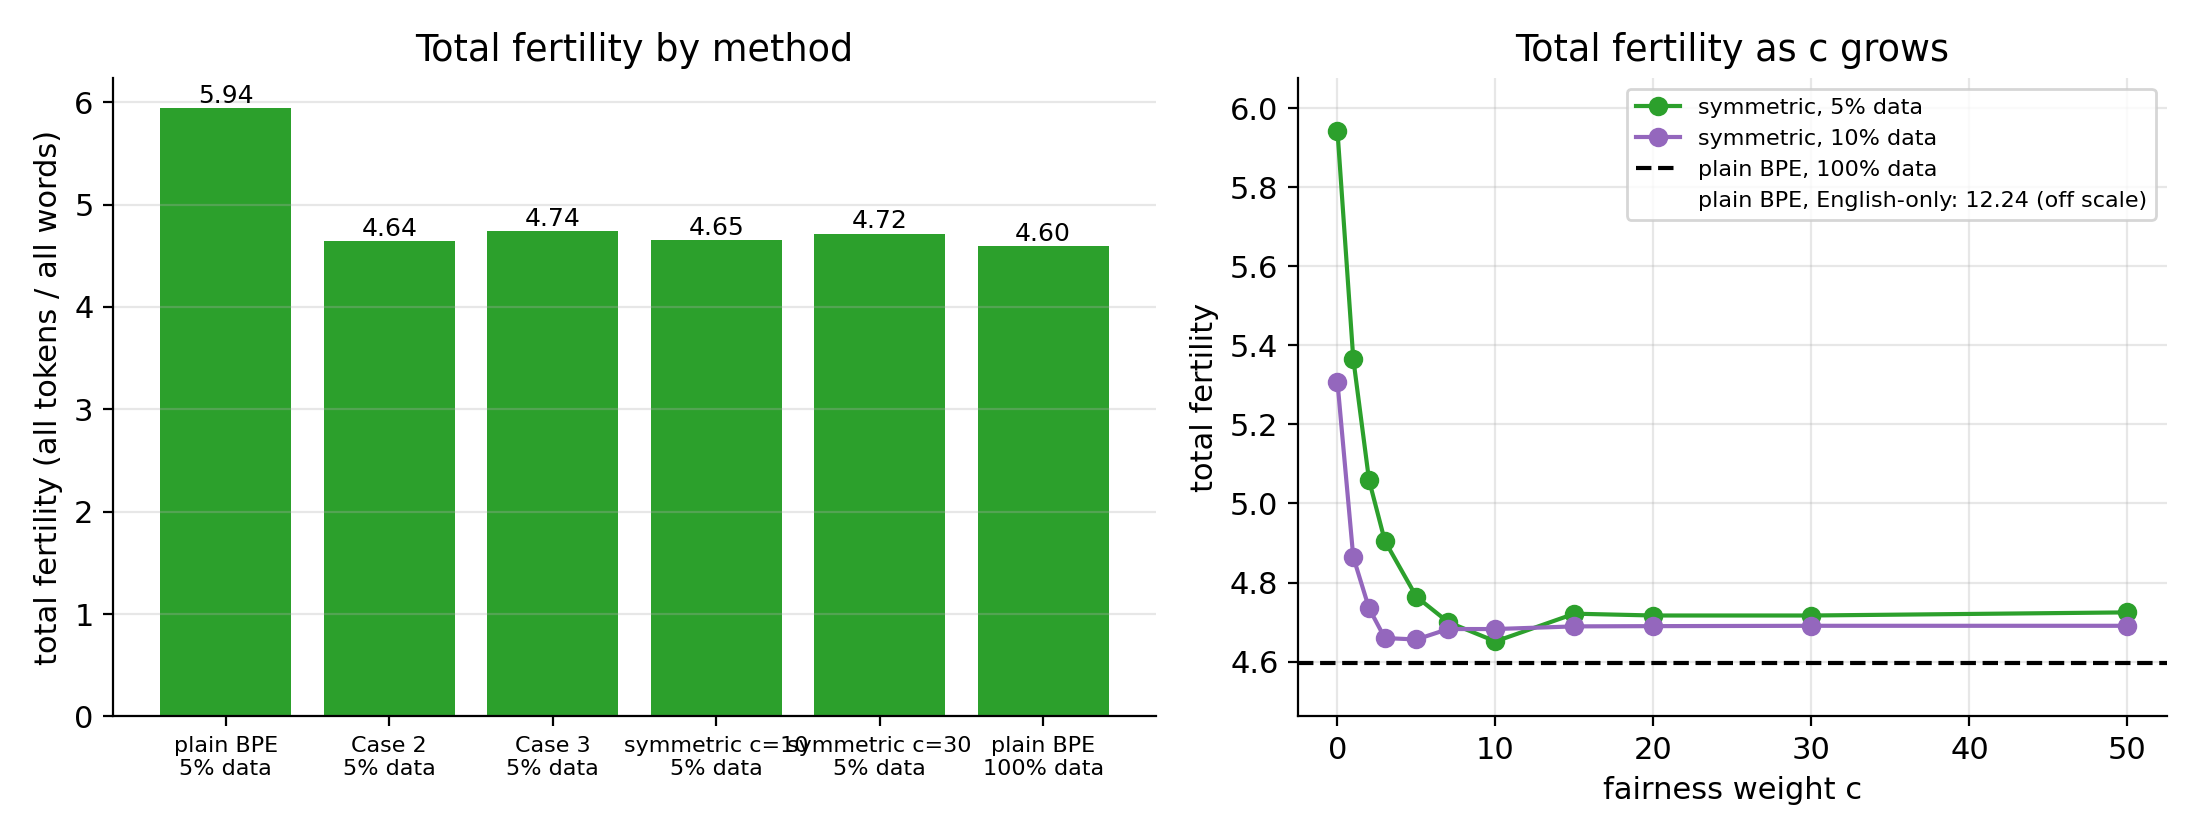 Total fertility by method
total fertility (all tokens / all words)
6
5
4
3
2
1
0
5.94
4.64
4.74
4.65
4.72
4.60
plain BPE
5% data
Case 2
5% data
Case 3
5% data
symmetric c=10
5% data
symmetric c=30
5% data
plain BPE
100% data
Total fertility as c grows
total fertility
6.0
5.8
5.6
5.4
5.2
5.0
4.8
4.6
symmetric, 5% data
symmetric, 10% data
plain BPE, 100% data
plain BPE, English-only: 12.24 (off scale)
0
10
20
30
40
50
fairness weight c